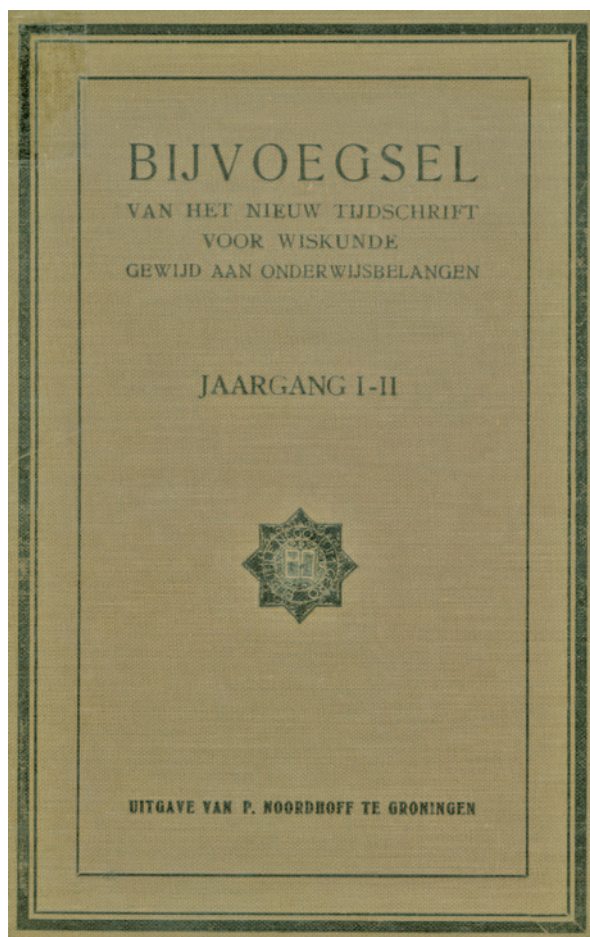 BIJVOEGSEL
VAN HET NIEUW TIJDSCHRIFT
VOOR WISKUNDE
GEWIJD AAN ONDERWIJSBELANGEN
JAARGANG I-II
UITGAVE VAN P. NOORDHOFF TE GRONINGEN